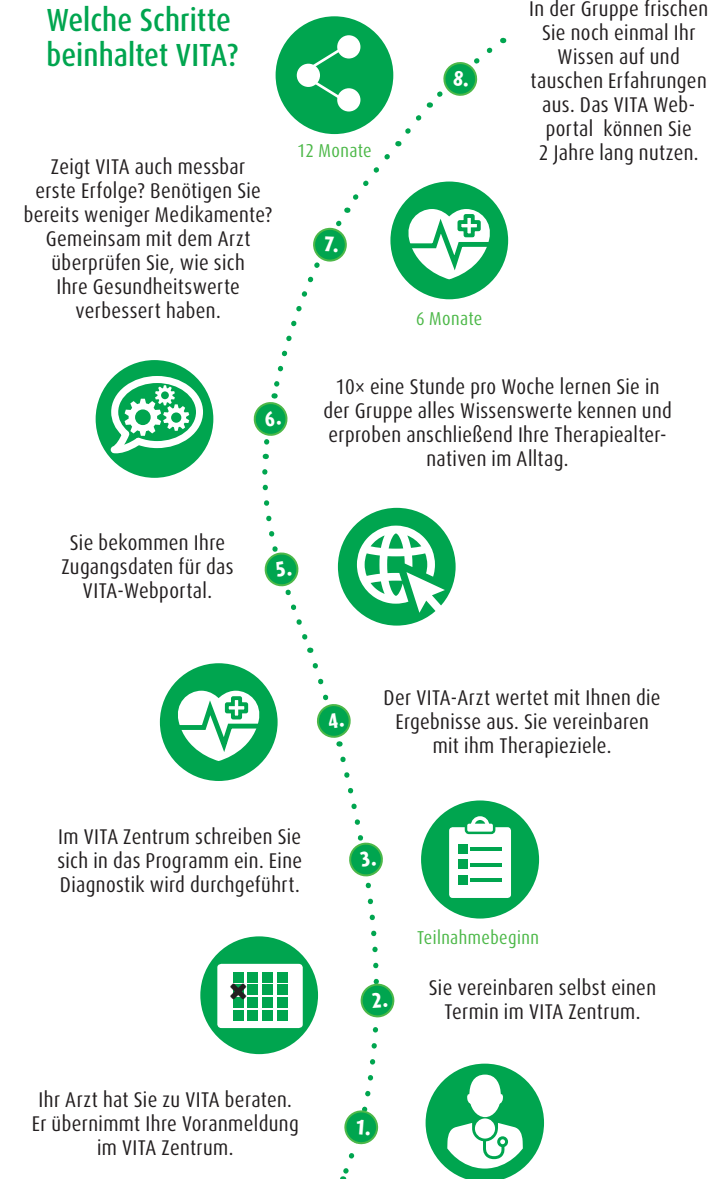 Welche Schritte
beinhaltet VITA?
In der Gruppe frischen
Sie noch einmal Ihr
Wissen auf und
tauschen Erfahrungen
aus. Das VITA Web-
portal können Sie
2 Jahre lang nutzen.
8.
12 Monate
Zeigt VITA auch messbar
erste Erfolge? Benötigen Sie
bereits weniger Medikamente?
Gemeinsam mit dem Arzt
überprüfen Sie, wie sich
Ihre Gesundheitswerte
verbessert haben.
7.
6 Monate
6.
10× eine Stunde pro Woche lernen Sie in
der Gruppe alles Wissenswerte kennen und
erproben anschließend Ihre Therapiealter-
nativen im Alltag.
Sie bekommen Ihre
Zugangsdaten für das
VITA-Webportal.
5.
4.
Der VITA-Arzt wertet mit Ihnen die
Ergebnisse aus. Sie vereinbaren
mit ihm Therapieziele.
Im VITA Zentrum schreiben Sie
sich in das Programm ein. Eine
Diagnostik wird durchgeführt.
3.
Teilnahmebeginn
2.
Sie vereinbaren selbst einen
Termin im VITA Zentrum.
Ihr Arzt hat Sie zu VITA beraten.
Er übernimmt Ihre Voranmeldung
im VITA Zentrum.
1.